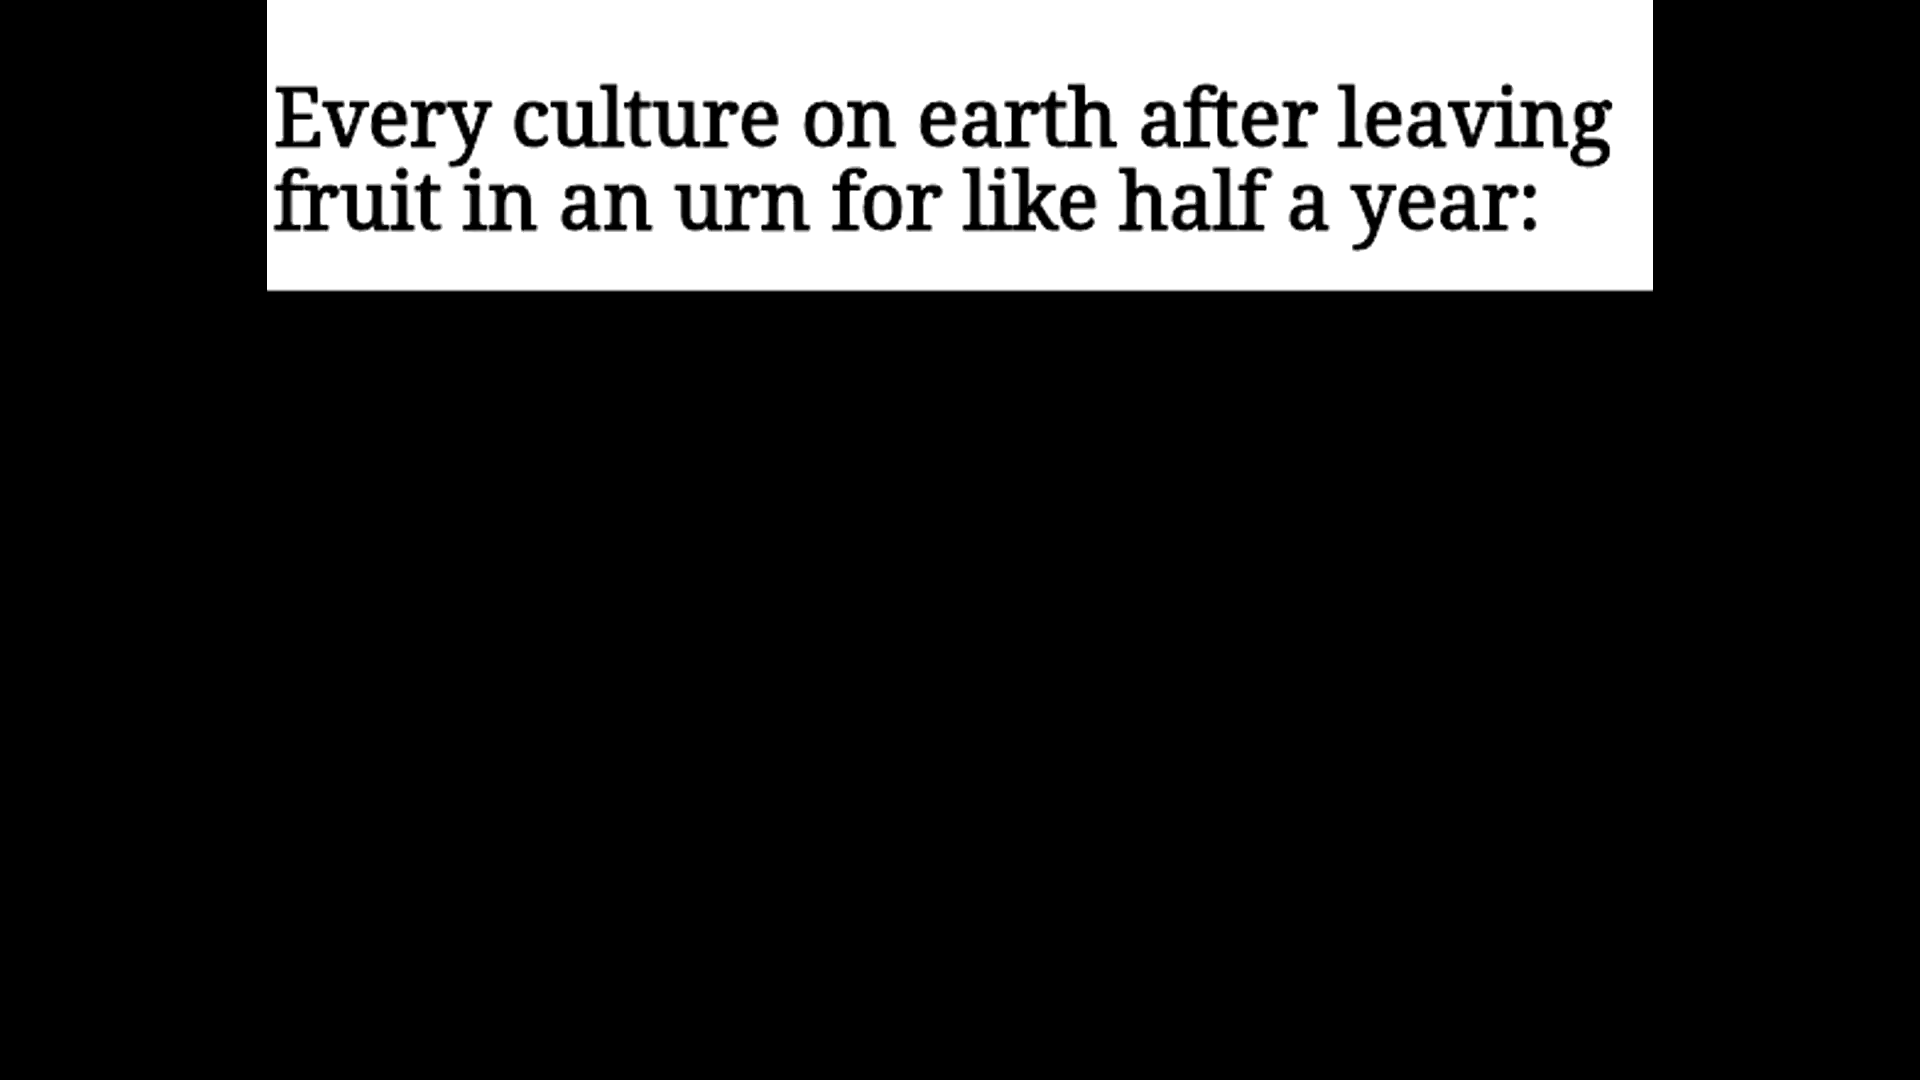 Every culture on earth after leaving
fruit in an urn for like half a year: